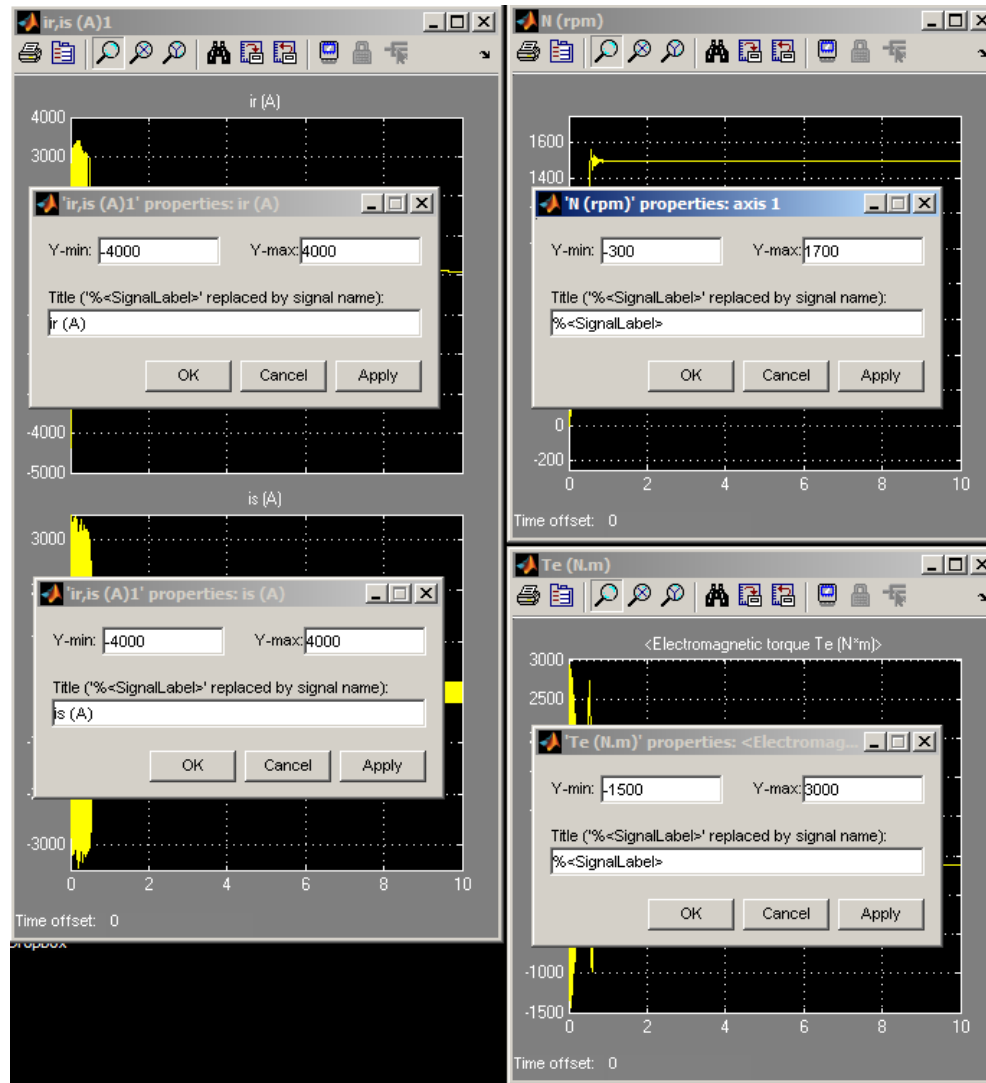 ir,is (A)1
ir (A)
4000
3000
'ir,is (A)1' properties: ir (A)
Y-min: -4000 Y-max: 4000
Title ('%<SignalLabel>' replaced by signal name):
ir (A)
OK Cancel Apply
-4000
-5000
is (A)
3000
'ir,is (A)1' properties: is (A)
Y-min: -4000 Y-max: 4000
Title ('%<SignalLabel>' replaced by signal name):
is (A)
OK Cancel Apply
-3000
0 2 4 6 8 10
Time offset: 0
Dropbox
N (rpm)
1600
1400
'N (rpm)' properties: axis 1
Y-min: -300 Y-max: 1700
Title ('%<SignalLabel>' replaced by signal name):
%<SignalLabel>
OK Cancel Apply
0
-200
0 2 4 6 8 10
Time offset: 0
Te (N.m)
<Electromagnetic torque Te (N*m)>
3000
2500
'Te (N.m)' properties: <Electromag...
Y-min: -1500 Y-max: 3000
Title ('%<SignalLabel>' replaced by signal name):
%<SignalLabel>
OK Cancel Apply
-1000
-1500
0 2 4 6 8 10
Time offset: 0